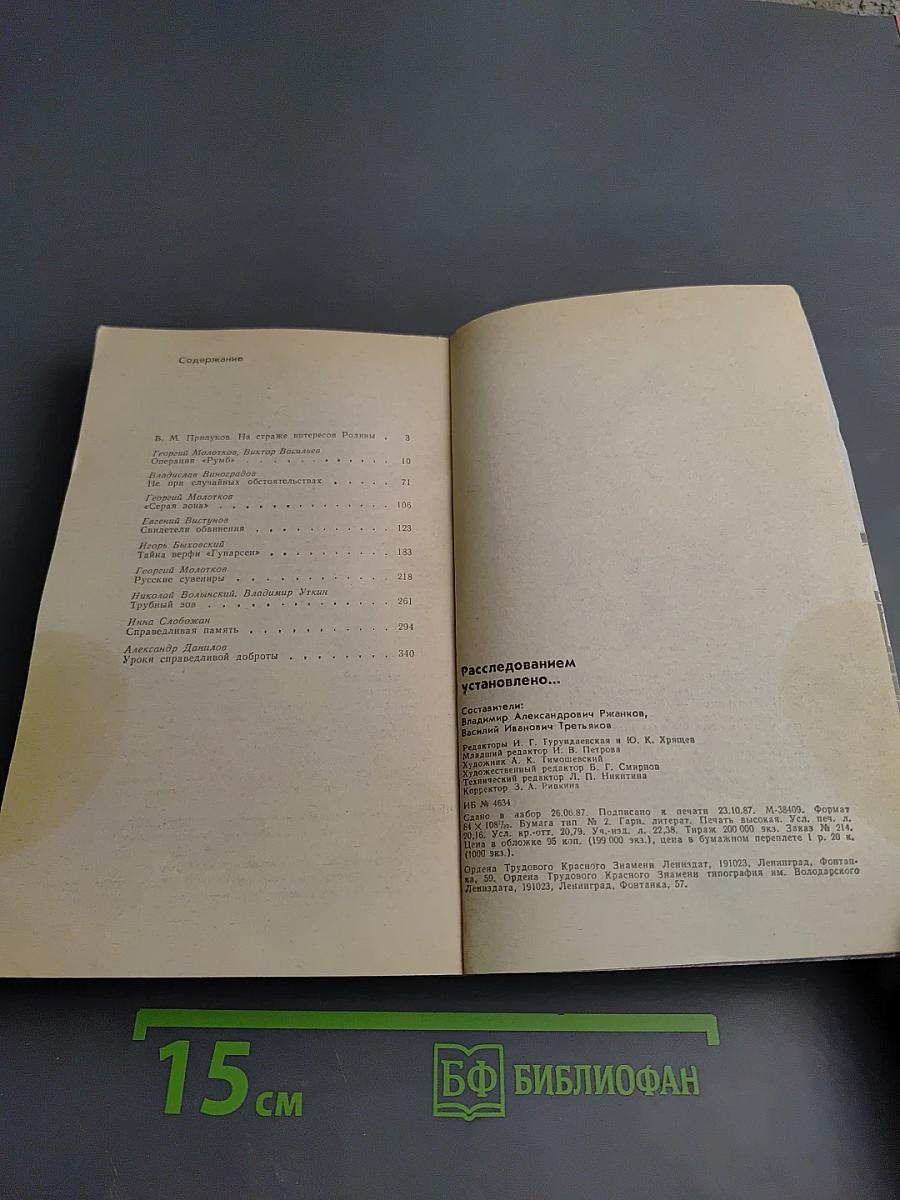 Содержание
В. М. Прилуков. На страже интересов Родины . 3
Георгий Молотков, Виктор Васильев
Операция «Румб» . . . . . . . . . . . . 10
Владислав Виноградов
Не при случайных обстоятельствах . . . . . 71
Георгий Молотков
«Серая зона» . . . . . . . . . . . . . 106
Евгений Вистунов
Свидетели обвинения . . . . . . . . . . 123
Игорь Быховский
Тайна верфи «Гунарсен» . . . . . . . . . 183
Георгий Молотков
Русские сувениры . . . . . . . . . . . . 218
Николай Волынский, Владимир Уткин
Трубный зов . . . . . . . . . . . . . . 261
Инна Слобожан
Справедливая память . . . . . . . . . . 294
Александр Данилов
Уроки справедливой доброты . . . . . . . 340
Расследованием
установлено...
Составители:
Владимир Александрович Ржанков,
Василий Иванович Третьяков
Редакторы И. Г. Турундаевская и Ю. К. Хрящев
Младший редактор И. В. Петрова
Художник А. К. Тимошевский
Художественный редактор Б. Г. Смирнов
Технический редактор Л. П. Никитина
Корректор З. А. Ривкина
ИБ № 4634
Сдано в набор 26.06.87. Подписано к печати 23.10.87. М-38409. Формат
84 × 108 1/32. Бумага тип № 2. Гарн. литерат. Печать высокая. Усл. печ. л.
20,16. Усл. кр.-отт. 20,79. Уч.-изд. л. 22,38. Тираж 200 000 экз. Заказ № 214.
Цена в обложке 95 коп. (199 000 экз.), цена в бумажном переплете 1 р. 20 к.
(1000 экз.).
Ордена Трудового Красного Знамени Лениздат, 191023, Ленинград, Фонтан-
ка, 59. Ордена Трудового Красного Знамени типография им. Володарского
Лениздата, 191023, Ленинград, Фонтанка, 57.
15 см
БФ БИБЛИОФАН